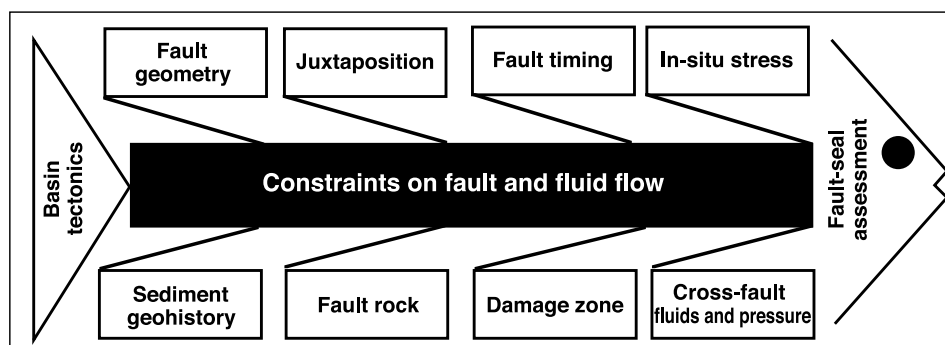 Fault
geometry
Juxtaposition
Fault timing
In-situ stress
Basin
tectonics
Constraints on fault and fluid flow
Fault-seal
assessment
Sediment
geohistory
Fault rock
Damage zone
Cross-fault
fluids and pressure